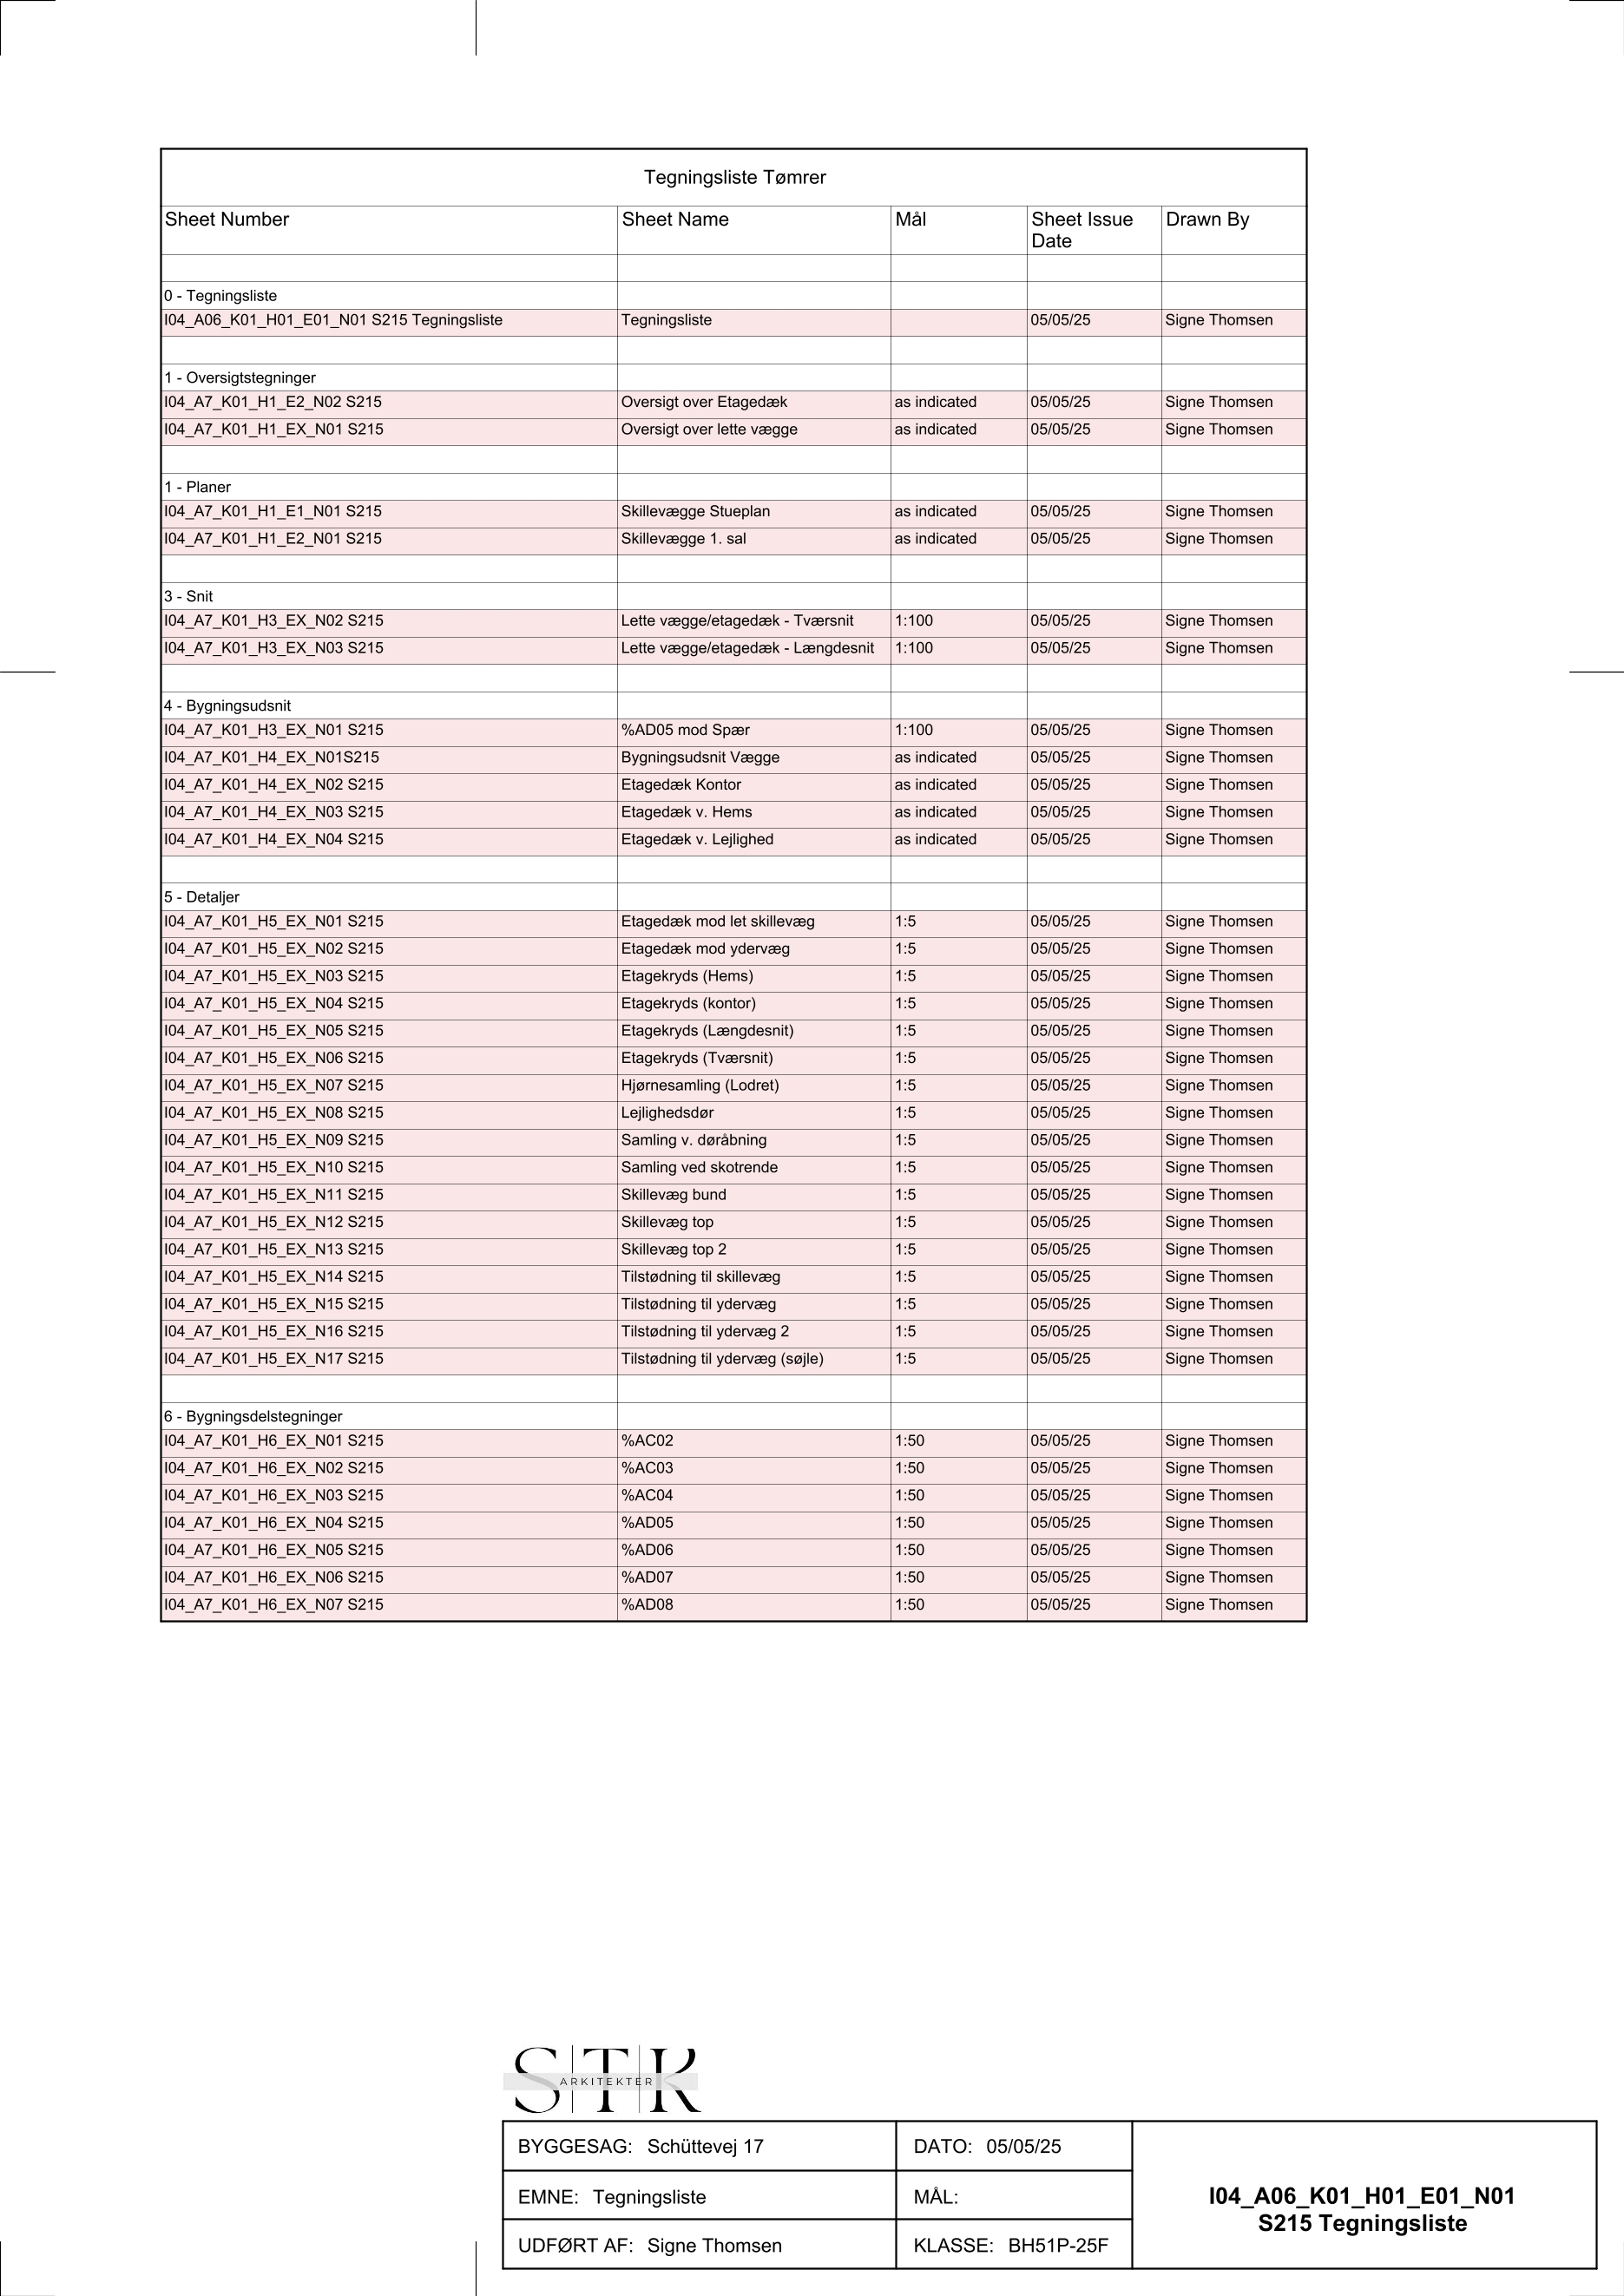 Tegningsliste Tømrer
Sheet Number Sheet Name Mål Sheet Issue Date Drawn By
0 - Tegningsliste
I04_A06_K01_H01_E01_N01 S215 Tegningsliste Tegningsliste 05/05/25 Signe Thomsen
1 - Oversigtstegninger
I04_A7_K01_H1_E2_N02 S215 Oversigt over Etagedæk as indicated 05/05/25 Signe Thomsen
I04_A7_K01_H1_EX_N01 S215 Oversigt over lette vægge as indicated 05/05/25 Signe Thomsen
1 - Planer
I04_A7_K01_H1_E1_N01 S215 Skillevægge Stueplan as indicated 05/05/25 Signe Thomsen
I04_A7_K01_H1_E2_N01 S215 Skillevægge 1. sal as indicated 05/05/25 Signe Thomsen
3 - Snit
I04_A7_K01_H3_EX_N02 S215 Lette vægge/etagedæk - Tværsnit 1:100 05/05/25 Signe Thomsen
I04_A7_K01_H3_EX_N03 S215 Lette vægge/etagedæk - Længdesnit 1:100 05/05/25 Signe Thomsen
4 - Bygningsudsnit
I04_A7_K01_H3_EX_N01 S215 %AD05 mod Spær 1:100 05/05/25 Signe Thomsen
I04_A7_K01_H4_EX_N01S215 Bygningsudsnit Vægge as indicated 05/05/25 Signe Thomsen
I04_A7_K01_H4_EX_N02 S215 Etagedæk Kontor as indicated 05/05/25 Signe Thomsen
I04_A7_K01_H4_EX_N03 S215 Etagedæk v. Hems as indicated 05/05/25 Signe Thomsen
I04_A7_K01_H4_EX_N04 S215 Etagedæk v. Lejlighed as indicated 05/05/25 Signe Thomsen
5 - Detaljer
I04_A7_K01_H5_EX_N01 S215 Etagedæk mod let skillevæg 1:5 05/05/25 Signe Thomsen
I04_A7_K01_H5_EX_N02 S215 Etagedæk mod ydervæg 1:5 05/05/25 Signe Thomsen
I04_A7_K01_H5_EX_N03 S215 Etagekryds (Hems) 1:5 05/05/25 Signe Thomsen
I04_A7_K01_H5_EX_N04 S215 Etagekryds (kontor) 1:5 05/05/25 Signe Thomsen
I04_A7_K01_H5_EX_N05 S215 Etagekryds (Længdesnit) 1:5 05/05/25 Signe Thomsen
I04_A7_K01_H5_EX_N06 S215 Etagekryds (Tværsnit) 1:5 05/05/25 Signe Thomsen
I04_A7_K01_H5_EX_N07 S215 Hjørnesamling (Lodret) 1:5 05/05/25 Signe Thomsen
I04_A7_K01_H5_EX_N08 S215 Lejlighedsdør 1:5 05/05/25 Signe Thomsen
I04_A7_K01_H5_EX_N09 S215 Samling v. døråbning 1:5 05/05/25 Signe Thomsen
I04_A7_K01_H5_EX_N10 S215 Samling ved skotrende 1:5 05/05/25 Signe Thomsen
I04_A7_K01_H5_EX_N11 S215 Skillevæg bund 1:5 05/05/25 Signe Thomsen
I04_A7_K01_H5_EX_N12 S215 Skillevæg top 1:5 05/05/25 Signe Thomsen
I04_A7_K01_H5_EX_N13 S215 Skillevæg top 2 1:5 05/05/25 Signe Thomsen
I04_A7_K01_H5_EX_N14 S215 Tilstødning til skillevæg 1:5 05/05/25 Signe Thomsen
I04_A7_K01_H5_EX_N15 S215 Tilstødning til ydervæg 1:5 05/05/25 Signe Thomsen
I04_A7_K01_H5_EX_N16 S215 Tilstødning til ydervæg 2 1:5 05/05/25 Signe Thomsen
I04_A7_K01_H5_EX_N17 S215 Tilstødning til ydervæg (søjle) 1:5 05/05/25 Signe Thomsen
6 - Bygningsdelstegninger
I04_A7_K01_H6_EX_N01 S215 %AC02 1:50 05/05/25 Signe Thomsen
I04_A7_K01_H6_EX_N02 S215 %AC03 1:50 05/05/25 Signe Thomsen
I04_A7_K01_H6_EX_N03 S215 %AC04 1:50 05/05/25 Signe Thomsen
I04_A7_K01_H6_EX_N04 S215 %AD05 1:50 05/05/25 Signe Thomsen
I04_A7_K01_H6_EX_N05 S215 %AD06 1:50 05/05/25 Signe Thomsen
I04_A7_K01_H6_EX_N06 S215 %AD07 1:50 05/05/25 Signe Thomsen
I04_A7_K01_H6_EX_N07 S215 %AD08 1:50 05/05/25 Signe Thomsen
STK
ARKITEKTER
BYGGESAG: Schüttevej 17 DATO: 05/05/25
EMNE: Tegningsliste MÅL:
UDFØRT AF: Signe Thomsen KLASSE: BH51P-25F
I04_A06_K01_H01_E01_N01
S215 Tegningsliste